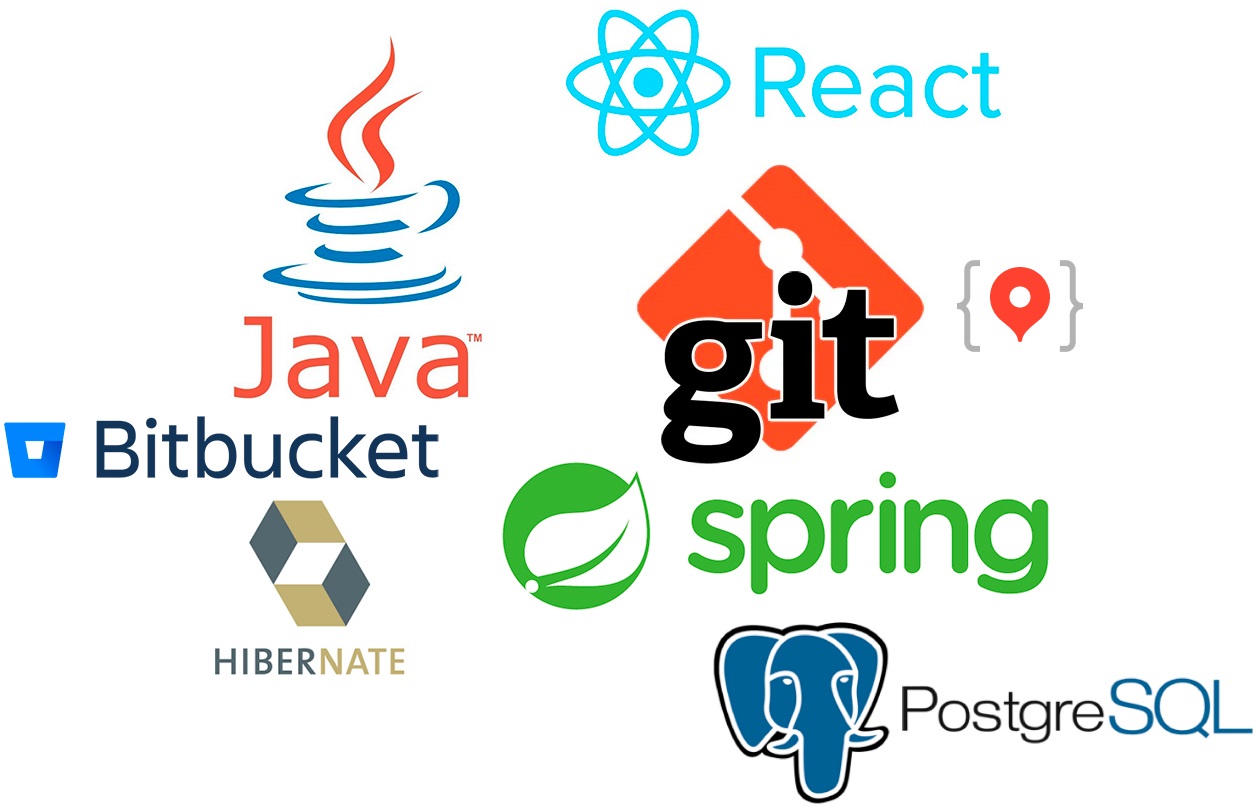 React
Java™
git
{ }
Bitbucket
spring
HIBERNATE
PostgreSQL